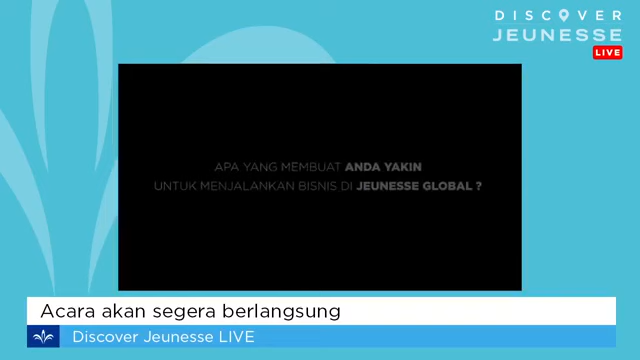 DISCOVER
JEUNESSE
LIVE
APA YANG MEMBUAT ANDA YAKIN
UNTUK MENJALANKAN BISNIS DI JEUNESSE GLOBAL ?
Acara akan segera berlangsung
Discover Jeunesse LIVE